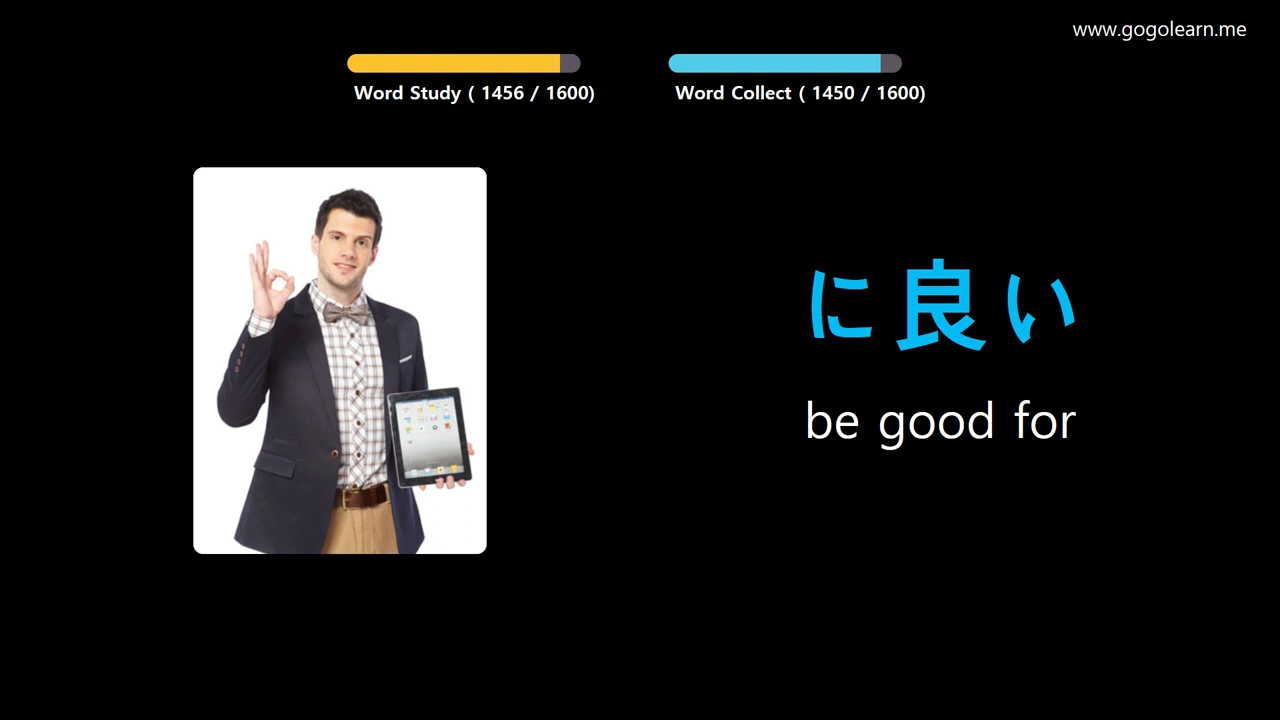 www.gogolearn.me
Word Study ( 1456 / 1600)
Word Collect ( 1450 / 1600)
に良い
be good for